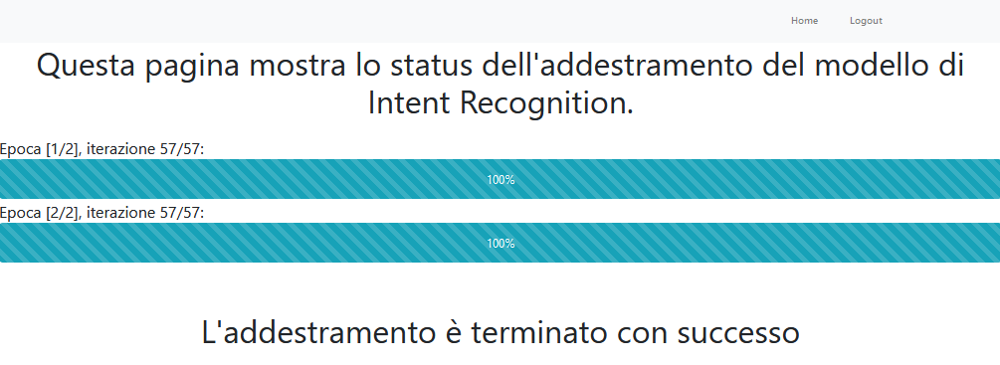 Home Logout
Questa pagina mostra lo status dell'addestramento del modello di
Intent Recognition.
Epoca [1/2], iterazione 57/57:
100%
Epoca [2/2], iterazione 57/57:
100%
L'addestramento è terminato con successo